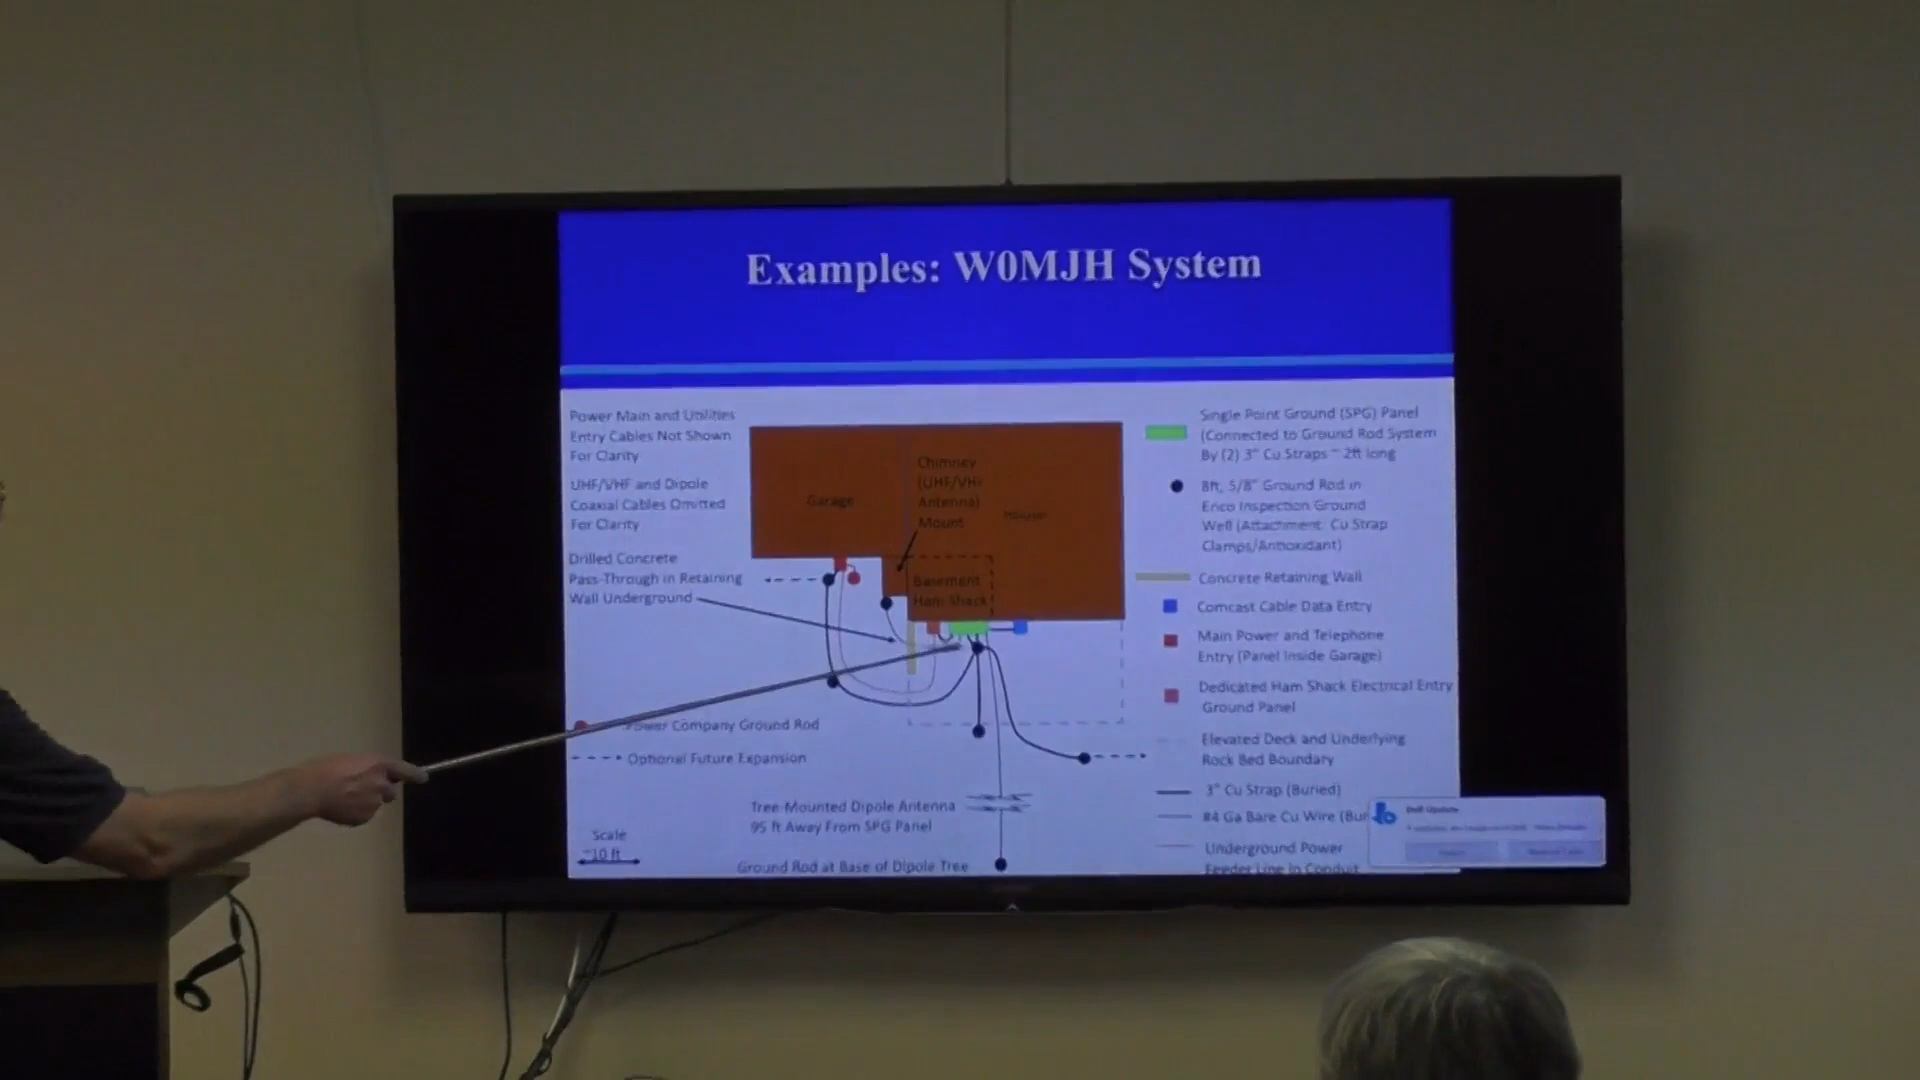 Examples: W0MJH System
Power Main and Utilities
Entry Cables Not Shown
For Clarity
UHF/VHF and Dipole
Coaxial Cables Omitted
For Clarity
Drilled Concrete
Pass-Through in Retaining
Wall Underground
Power Company Ground Rod
Optional Future Expansion
Scale
~10 ft
Garage
Chimney
(UHF/VHF
Antenna)
Mount
House
Basement
Ham Shack
Tree-Mounted Dipole Antenna
95 ft Away From SPG Panel
Ground Rod at Base of Dipole Tree
Single Point Ground (SPG) Panel
(Connected to Ground Rod System
By (2) 3" Cu Straps ~ 2ft long
8ft, 5/8" Ground Rod in
Erico Inspection Ground
Well (Attachment: Cu Strap
Clamps/Antioxidant)
Concrete Retaining Wall
Comcast Cable Data Entry
Main Power and Telephone
Entry (Panel Inside Garage)
Dedicated Ham Shack Electrical Entry
Ground Panel
Elevated Deck and Underlying
Rock Bed Boundary
3" Cu Strap (Buried)
#4 Ga Bare Cu Wire (Bur
Underground Power
Feeder Line In Conduit
Dell Update